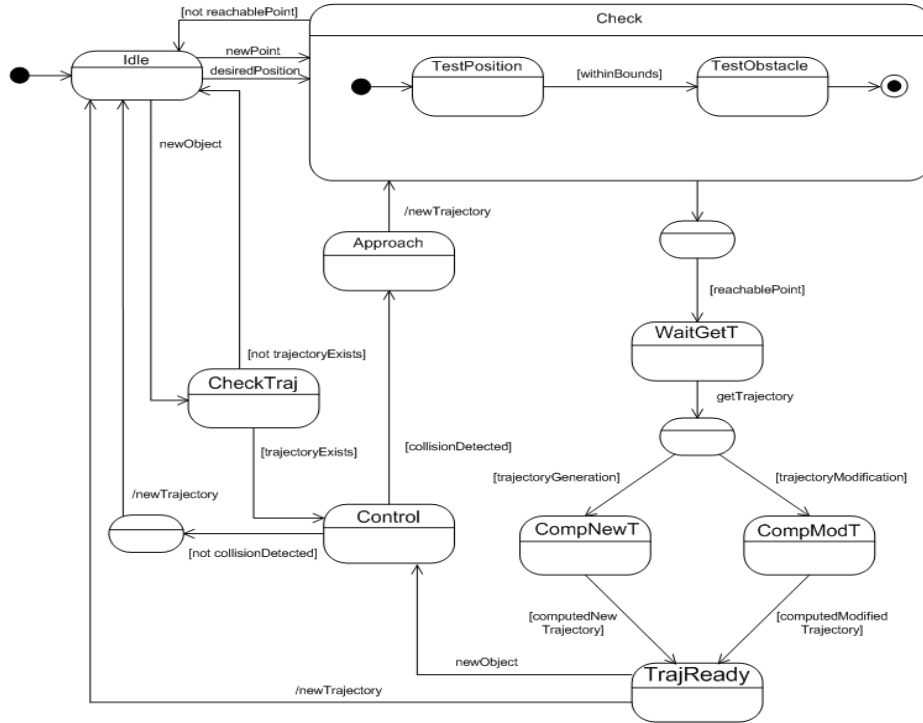 [not reachablePoint]
Check
Idle
newPoint
desiredPosition
TestPosition
[withinBounds]
TestObstacle
newObject
/newTrajectory
Approach
[reachablePoint]
WaitGetT
[not trajectoryExists]
CheckTraj
getTrajectory
[trajectoryExists]
[collisionDetected]
[trajectoryGeneration]
[trajectoryModification]
/newTrajectory
Control
CompNewT
CompModT
[not collisionDetected]
[computedNew
Trajectory]
[computedModified
Trajectory]
newObject
TrajReady
/newTrajectory